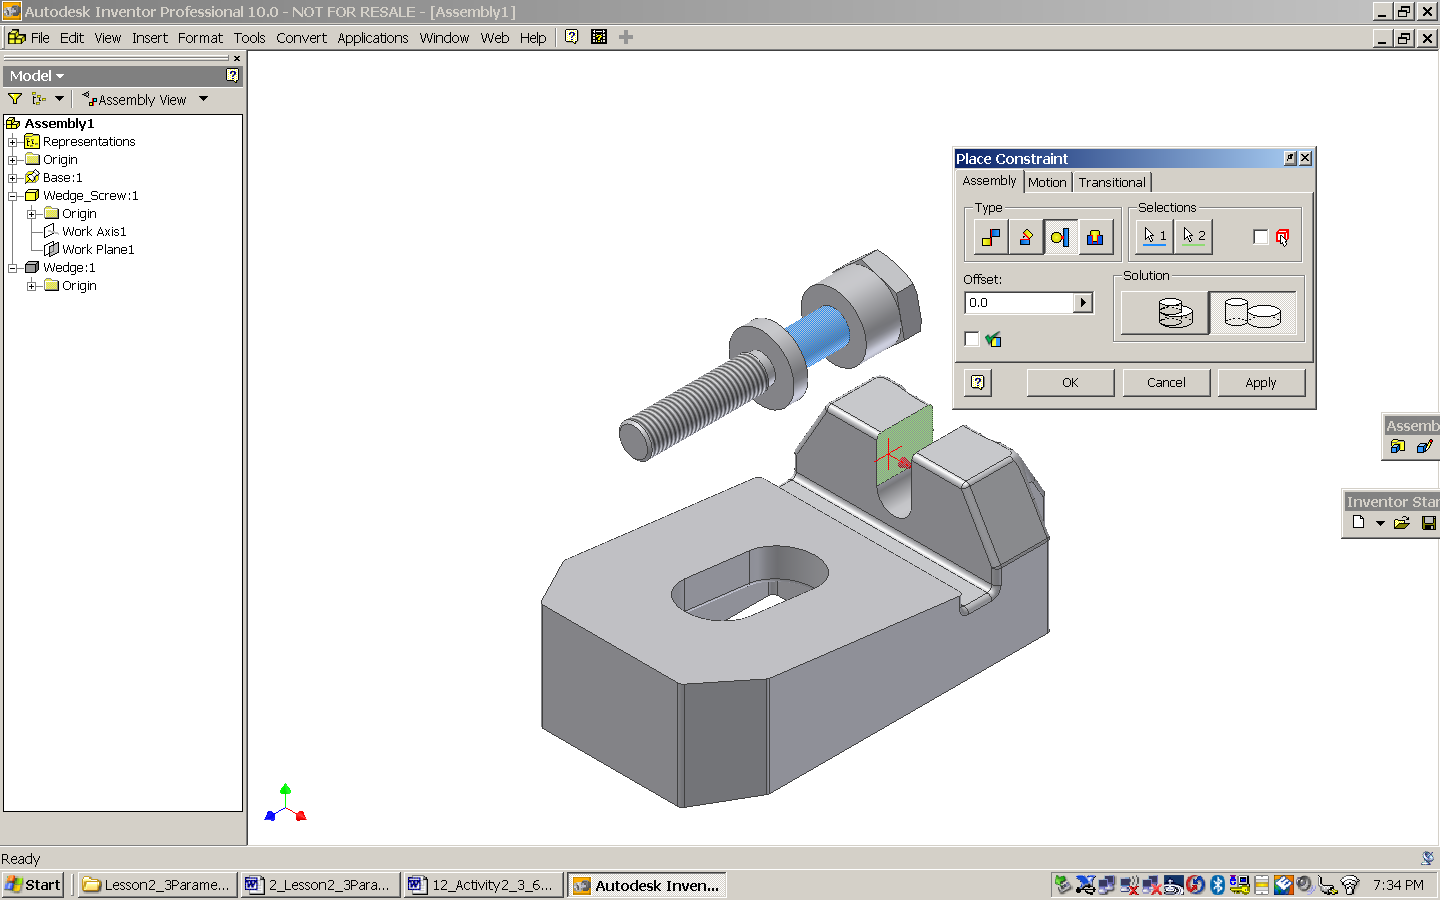 Autodesk Inventor Professional 10.0 - NOT FOR RESALE - [Assembly1]
File Edit View Insert Format Tools Convert Applications Window Web Help
Model
Assembly View
Assembly1
Representations
Origin
Base:1
Wedge_Screw:1
Origin
Work Axis1
Work Plane1
Wedge:1
Origin
Place Constraint
Assembly Motion Transitional
Type
Selections
1 2
Offset:
0.0
Solution
OK Cancel Apply
Assemb
Inventor Star
Ready
Start Lesson2_3Parame... 2_Lesson2_3Para... 12_Activity2_3_6... Autodesk Inven... 7:34 PM